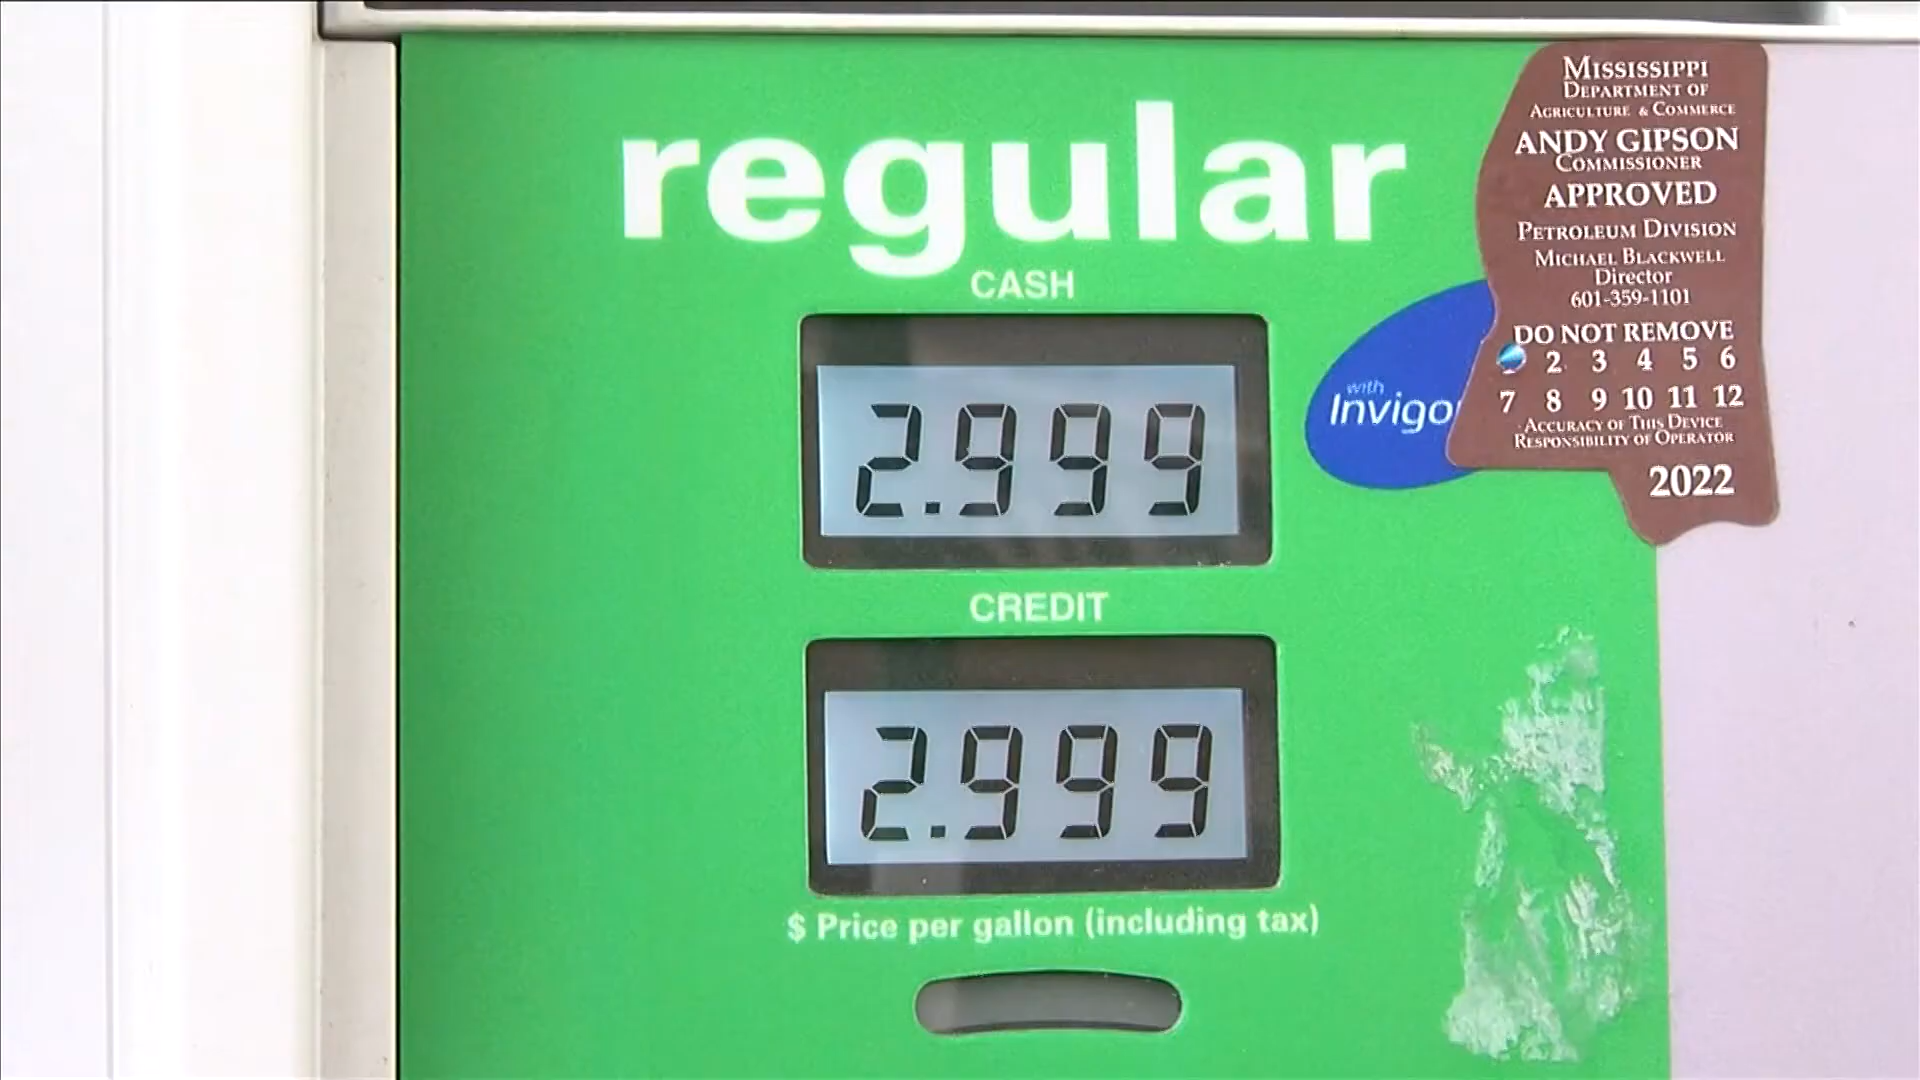 regular
CASH
2.999
CREDIT
2.999
$ Price per gallon (including tax)
with
Invigo
MISSISSIPPI
DEPARTMENT OF
AGRICULTURE & COMMERCE
ANDY GIPSON
COMMISSIONER
APPROVED
PETROLEUM DIVISION
MICHAEL BLACKWELL
Director
601-359-1101
DO NOT REMOVE
2 3 4 5 6
7 8 9 10 11 12
ACCURACY OF THIS DEVICE
RESPONSIBILITY OF OPERATOR
2022